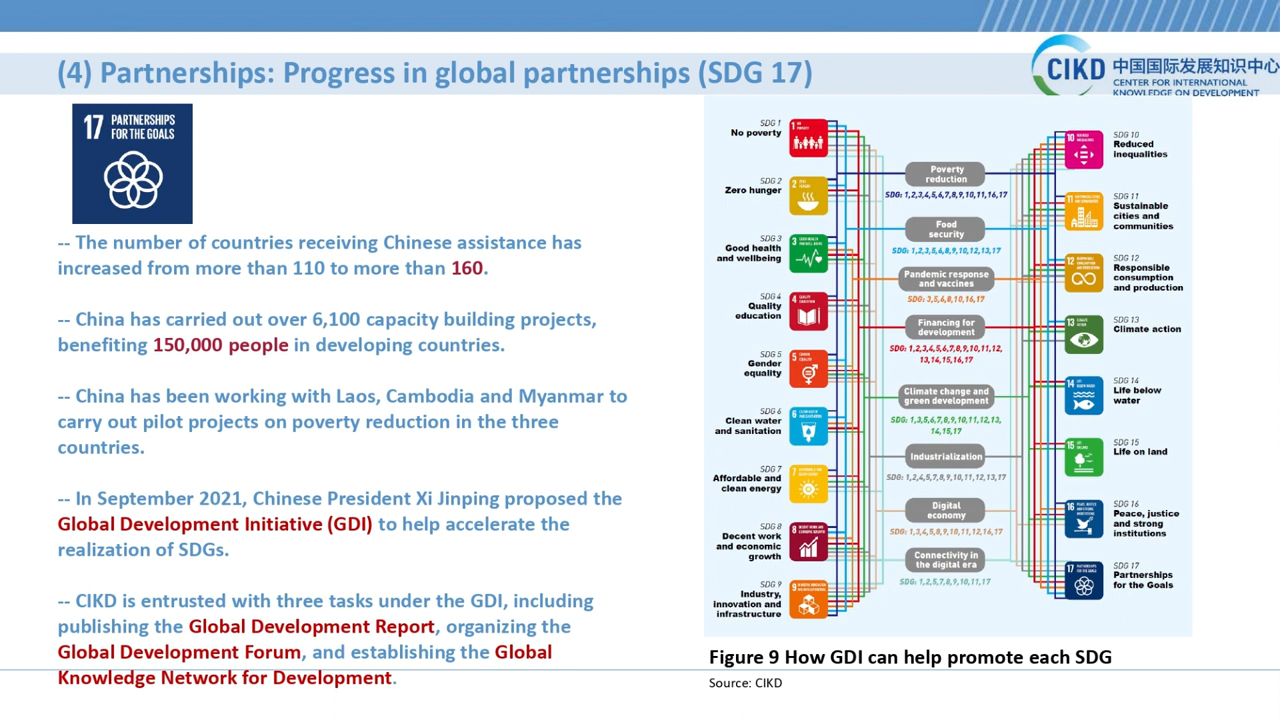 (4) Partnerships: Progress in global partnerships (SDG 17)
CIKD 中国国际发展知识中心
CENTER FOR INTERNATIONAL
KNOWLEDGE ON DEVELOPMENT
17 PARTNERSHIPS
FOR THE GOALS
-- The number of countries receiving Chinese assistance has
increased from more than 110 to more than 160.
-- China has carried out over 6,100 capacity building projects,
benefiting 150,000 people in developing countries.
-- China has been working with Laos, Cambodia and Myanmar to
carry out pilot projects on poverty reduction in the three
countries.
-- In September 2021, Chinese President Xi Jinping proposed the
Global Development Initiative (GDI) to help accelerate the
realization of SDGs.
-- CIKD is entrusted with three tasks under the GDI, including
publishing the Global Development Report, organizing the
Global Development Forum, and establishing the Global
Knowledge Network for Development.
SDG 1
No poverty
1
SDG 2
Zero hunger
2
SDG 3
Good health
and wellbeing
3
SDG 4
Quality
education
4
SDG 5
Gender
equality
5
SDG 6
Clean water
and sanitation
6
SDG 7
Affordable and
clean energy
7
SDG 8
Decent work
and economic
growth
8
SDG 9
Industry,
innovation and
infrastructure
9
Poverty
reduction
SDG: 1,2,3,4,5,6,7,8,9,10,11,16,17
Food
security
SDG: 1,2,3,5,6,8,9,10,12,13,17
Pandemic response
and vaccines
SDG: 3,5,6,8,10,16,17
Financing for
development
SDG: 1,2,3,4,5,6,7,8,9,10,11,12,
13,14,15,16,17
Climate change and
green development
SDG: 1,3,5,6,7,8,9,10,11,12,13,
14,15,17
Industrialization
SDG: 1,2,4,5,7,8,9,10,11,12,13,17
Digital
economy
SDG: 1,3,4,5,8,9,10,11,12,16,17
Connectivity in
the digital era
SDG: 1,2,5,7,8,9,10,11,17
10
SDG 10
Reduced
inequalities
11
SDG 11
Sustainable
cities and
communities
12
SDG 12
Responsible
consumption
and production
13
SDG 13
Climate action
14
SDG 14
Life below
water
15
SDG 15
Life on land
16
SDG 16
Peace, justice
and strong
institutions
17
SDG 17
Partnerships
for the Goals
Figure 9 How GDI can help promote each SDG
Source: CIKD